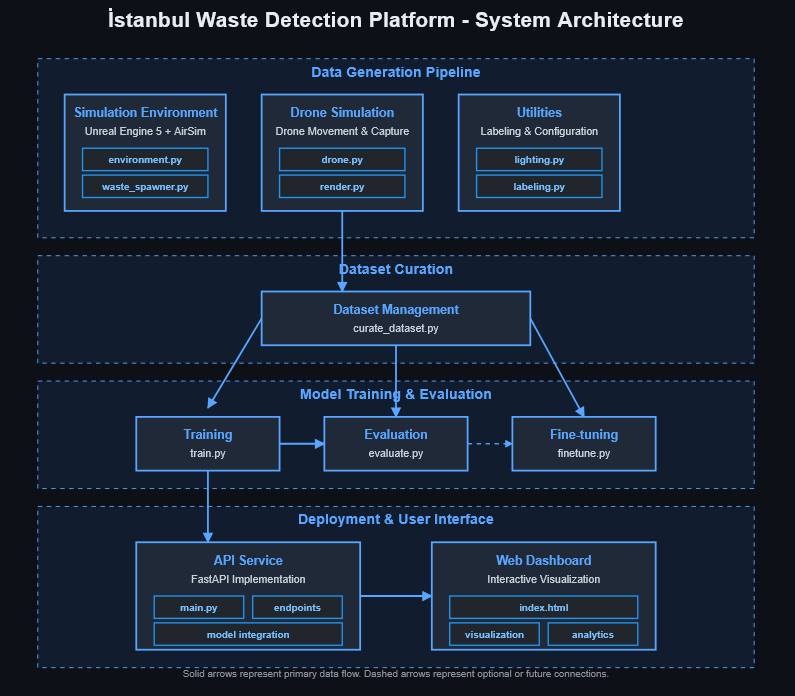 İstanbul Waste Detection Platform - System Architecture
Data Generation Pipeline
Simulation Environment
Unreal Engine 5 + AirSim
environment.py
waste_spawner.py
Drone Simulation
Drone Movement & Capture
drone.py
render.py
Utilities
Labeling & Configuration
lighting.py
labeling.py
Dataset Curation
Dataset Management
curate_dataset.py
Model Training & Evaluation
Training
train.py
Evaluation
evaluate.py
Fine-tuning
finetune.py
Deployment & User Interface
API Service
FastAPI Implementation
main.py
endpoints
model integration
Web Dashboard
Interactive Visualization
index.html
visualization
analytics
Solid arrows represent primary data flow. Dashed arrows represent optional or future connections.